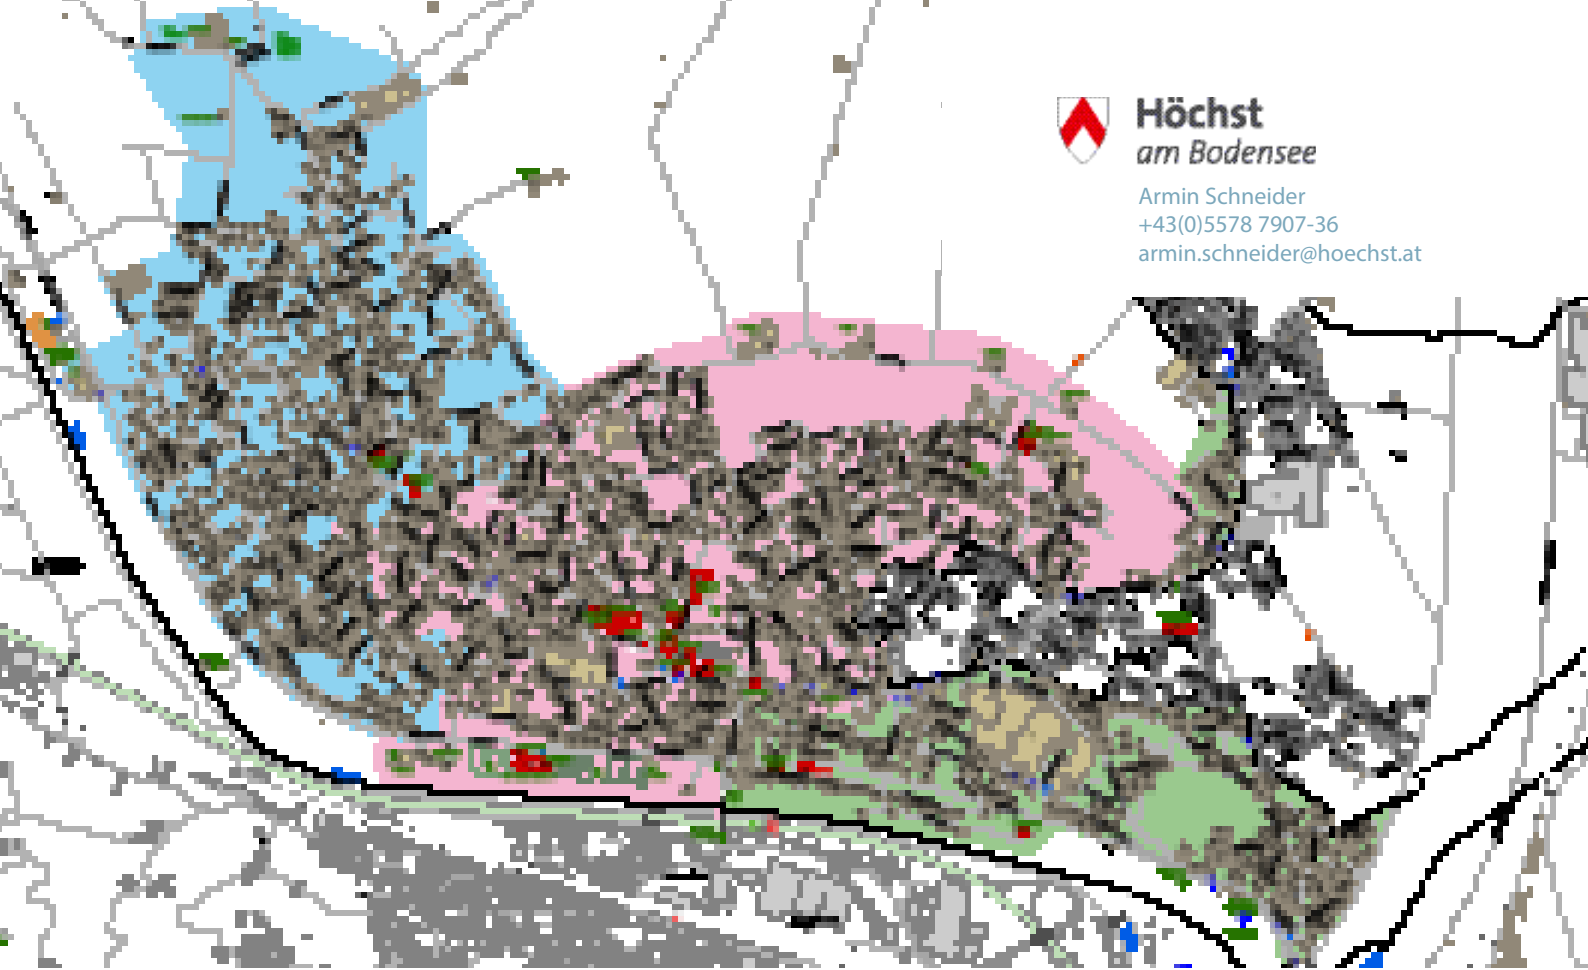 Höchst
am Bodensee
Armin Schneider
+43(0)5578 7907-36
armin.schneider@hoechst.at